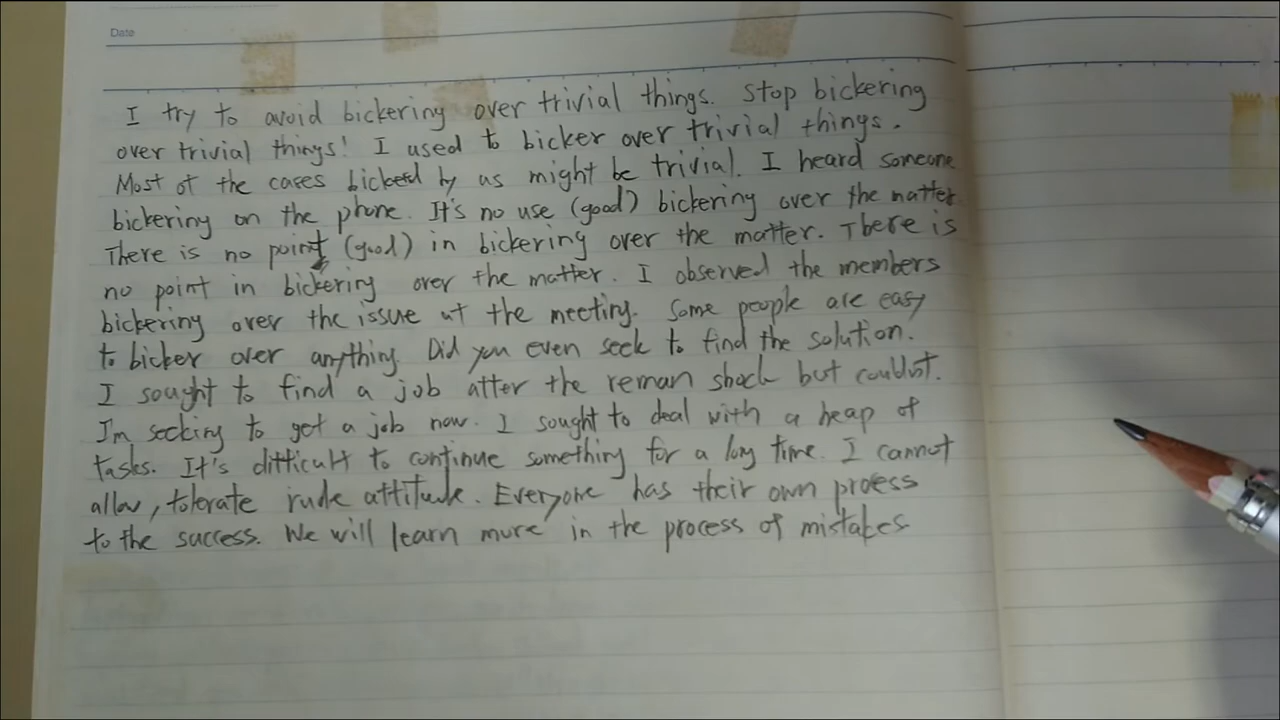 Date
I try to avoid bickering over trivial things. Stop bickering
over trivial things! I used to bicker over trivial things.
Most of the cases bickerd by us might be trivial. I heard someone
bickering on the phone. It's no use (good) bickering over the matter
There is no point (good) in bickering over the matter. There is
no point in bickering over the matter. I observed the members
bickering over the issue at the meeting. Some people are easy
to bicker over anything. Did you even seek to find the solution.
I sought to find a job after the reman shock but couldn't.
I'm seeking to get a job now. I sought to deal with a heap of
tasks. It's difficult to continue something for a long time. I cannot
allow, tolerate rude attitude. Everyone has their own process
to the success. We will learn more in the process of mistakes